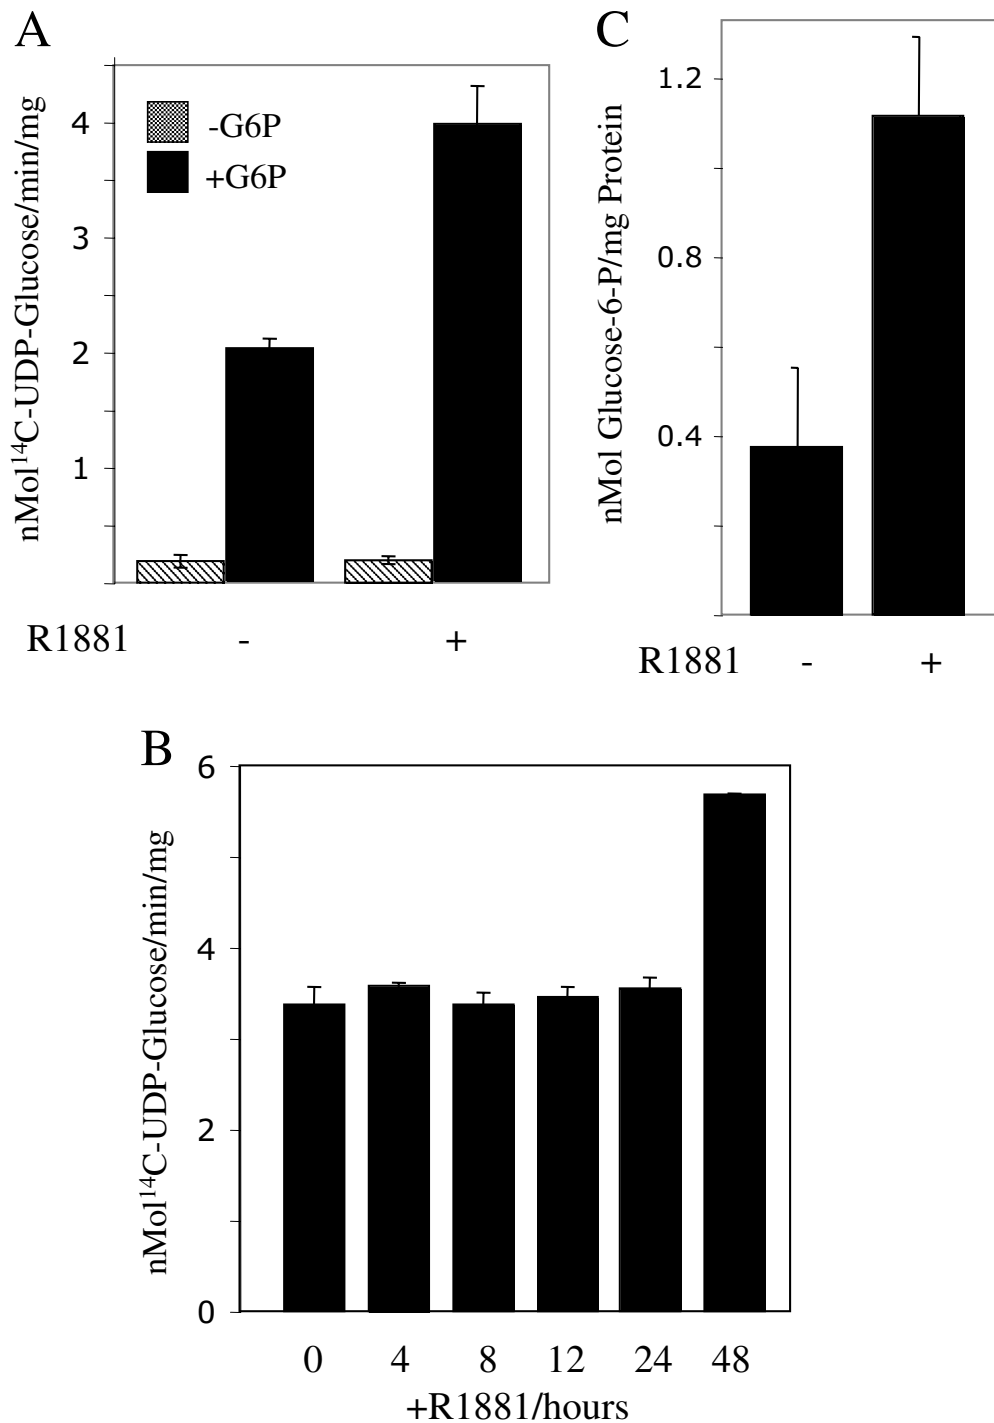 A
nMol¹⁴C-UDP-Glucose/min/mg
4
3
2
1
-G6P
+G6P
R1881 - +
C
nMol Glucose-6-P/mg Protein
1.2
0.8
0.4
R1881 - +
B
nMol¹⁴C-UDP-Glucose/min/mg
6
4
2
0
0 4 8 12 24 48
+R1881/hours